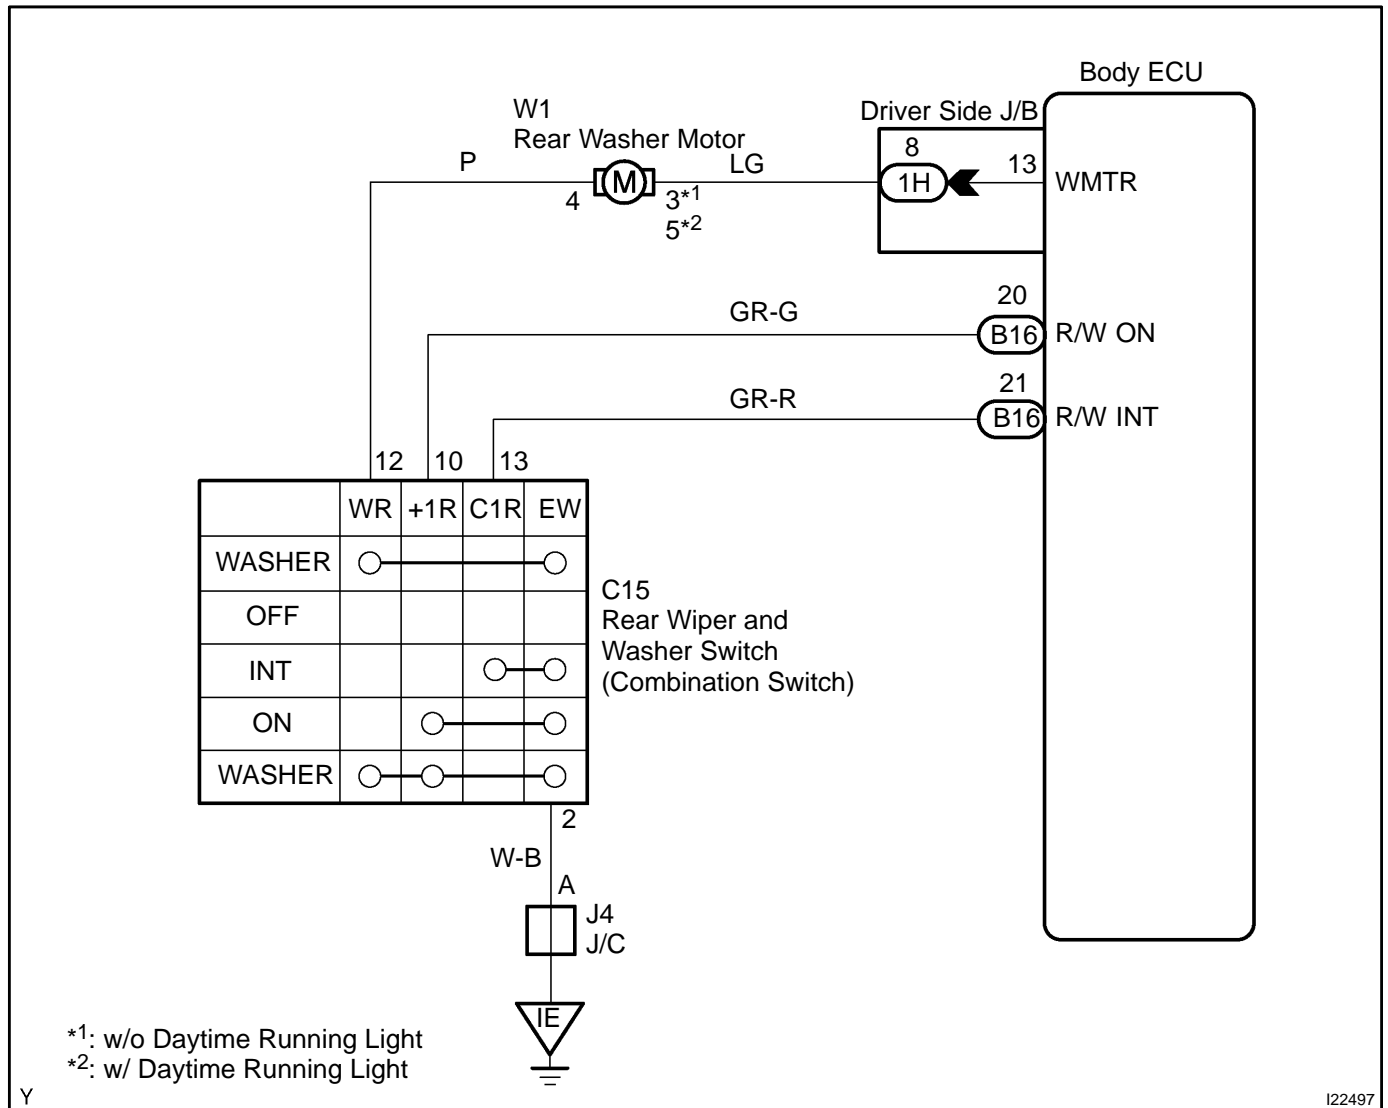 Body ECU
W1
Rear Washer Motor
Driver Side J/B
P
LG
8
13
4
M
3*1
5*2
1H
WMTR
GR-G
20
B16
R/W ON
GR-R
21
B16
R/W INT
12
10
13
WR
+1R
C1R
EW
WASHER
OFF
INT
ON
WASHER
C15
Rear Wiper and
Washer Switch
(Combination Switch)
2
W-B
A
J4
J/C
IE
*1: w/o Daytime Running Light
*2: w/ Daytime Running Light
Y
I22497